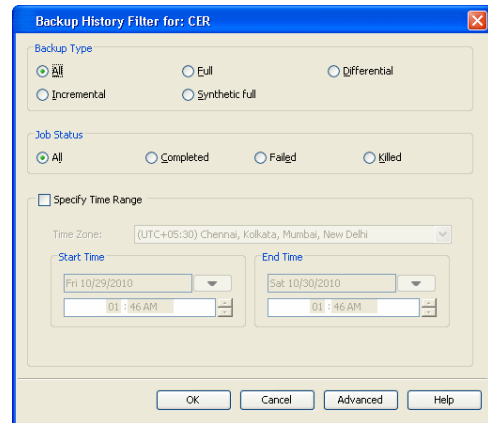 Backup History Filter for: CER
Backup Type
All
Full
Differential
Incremental
Synthetic full
Job Status
All
Completed
Failed
Killed
Specify Time Range
Time Zone:
(UTC+05:30) Chennai, Kolkata, Mumbai, New Delhi
Start Time
End Time
Fri 10/29/2010
Sat 10/30/2010
01 : 46 AM
01 : 46 AM
OK
Cancel
Advanced
Help